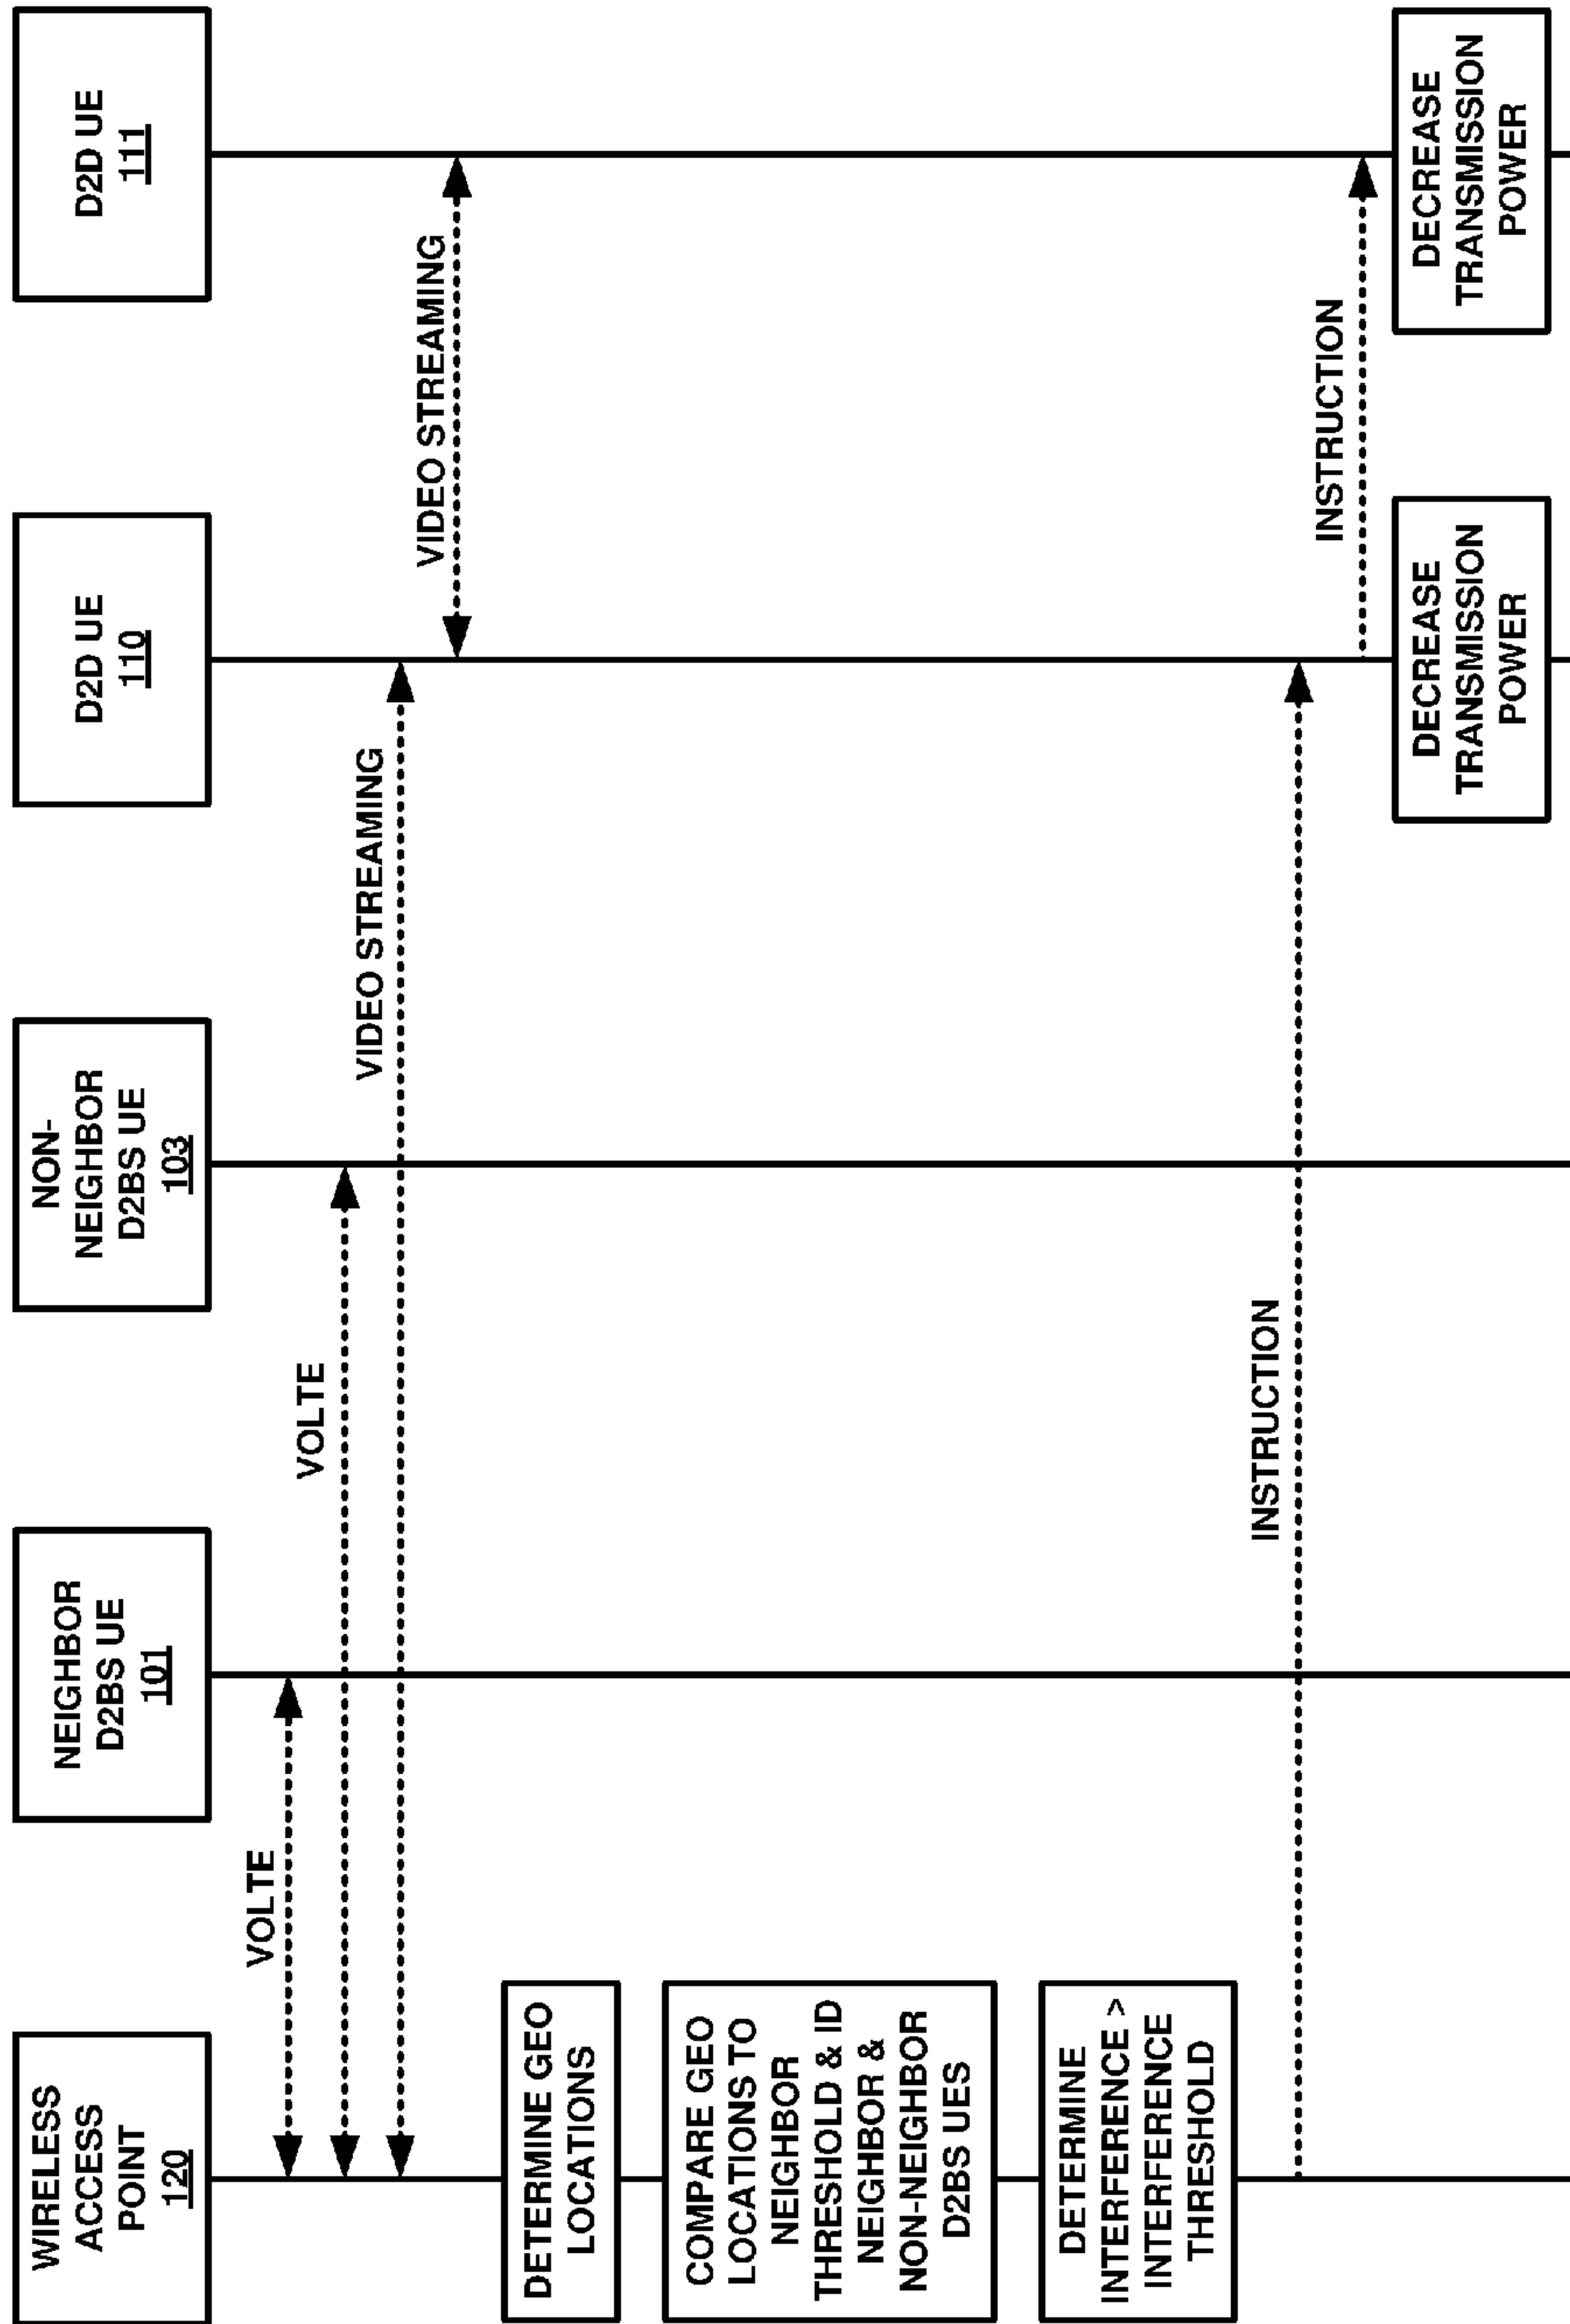 WIRELESS
ACCESS
POINT
120
NEIGHBOR
D2BS UE
101
NON-
NEIGHBOR
D2BS UE
103
D2D UE
110
D2D UE
111
VOLTE
VOLTE
VIDEO STREAMING
VIDEO STREAMING
DETERMINE GEO
LOCATIONS
COMPARE GEO
LOCATIONS TO
NEIGHBOR
THRESHOLD & ID
NEIGHBOR &
NON-NEIGHBOR
D2BS UES
DETERMINE
INTERFERENCE >
INTERFERENCE
THRESHOLD
INSTRUCTION
INSTRUCTION
DECREASE
TRANSMISSION
POWER
DECREASE
TRANSMISSION
POWER